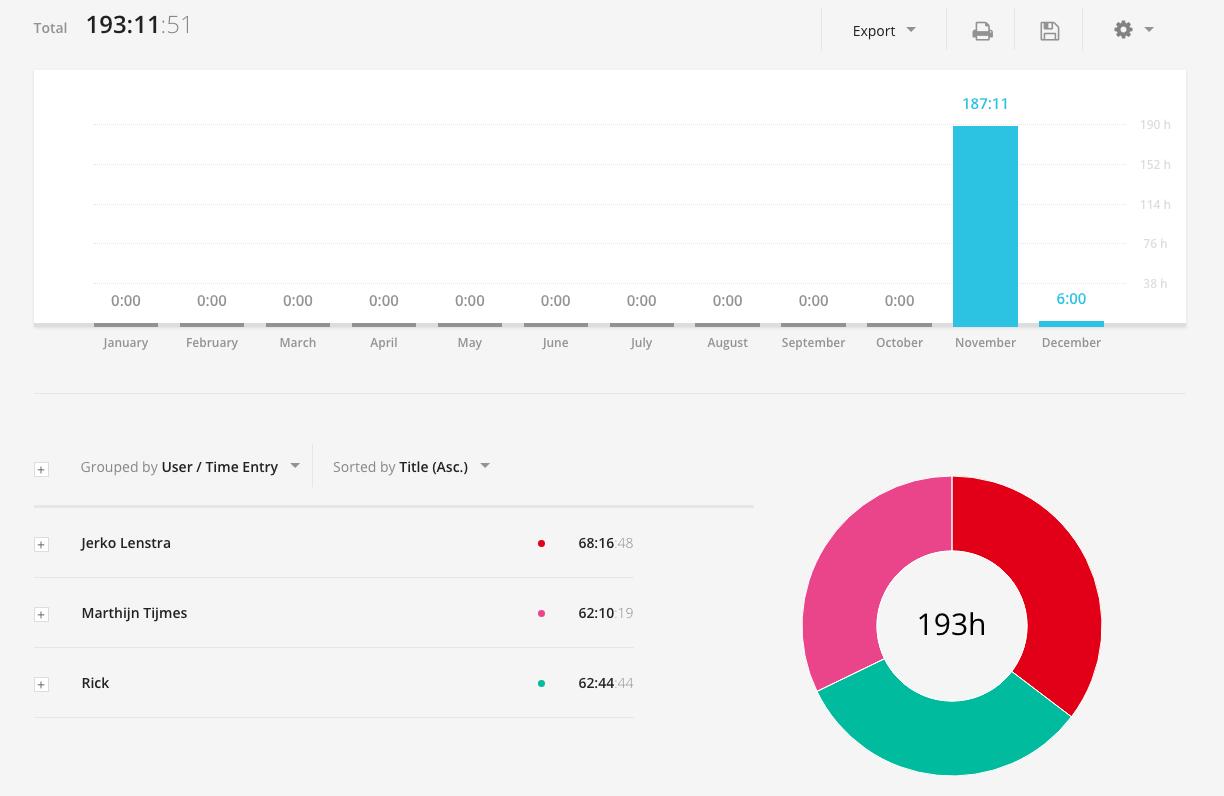 Total 193:11:51 Export
187:11
190 h
152 h
114 h
76 h
38 h
0:00 0:00 0:00 0:00 0:00 0:00 0:00 0:00 0:00 0:00 6:00
January February March April May June July August September October November December
Grouped by User / Time Entry Sorted by Title (Asc.)
Jerko Lenstra 68:16:48
Marthijn Tijmes 62:10:19
193h
Rick 62:44:44